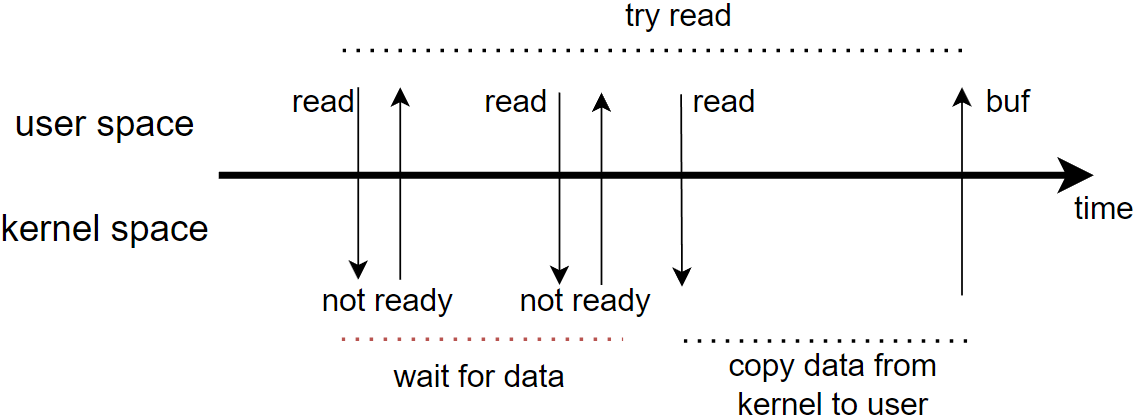 try read
read
read
read
buf
user space
time
kernel space
not ready
not ready
wait for data
copy data from
kernel to user